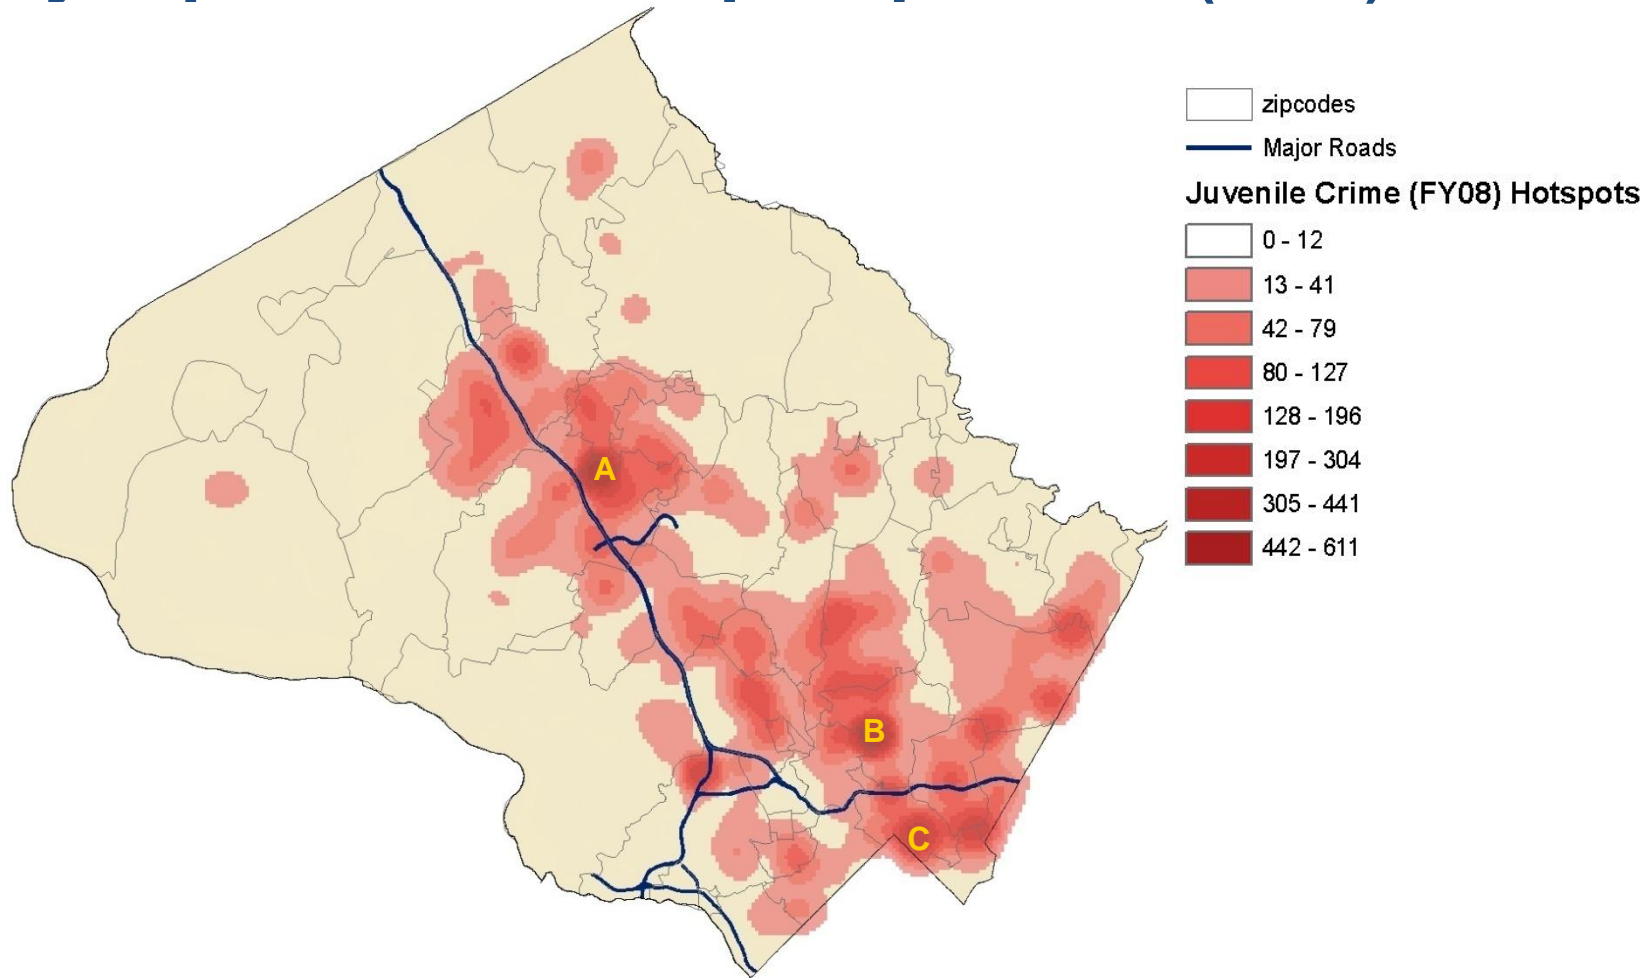 zipcodes
Major Roads
Juvenile Crime (FY08) Hotspots
0 - 12
13 - 41
42 - 79
80 - 127
128 - 196
197 - 304
305 - 441
442 - 611
A
B
C